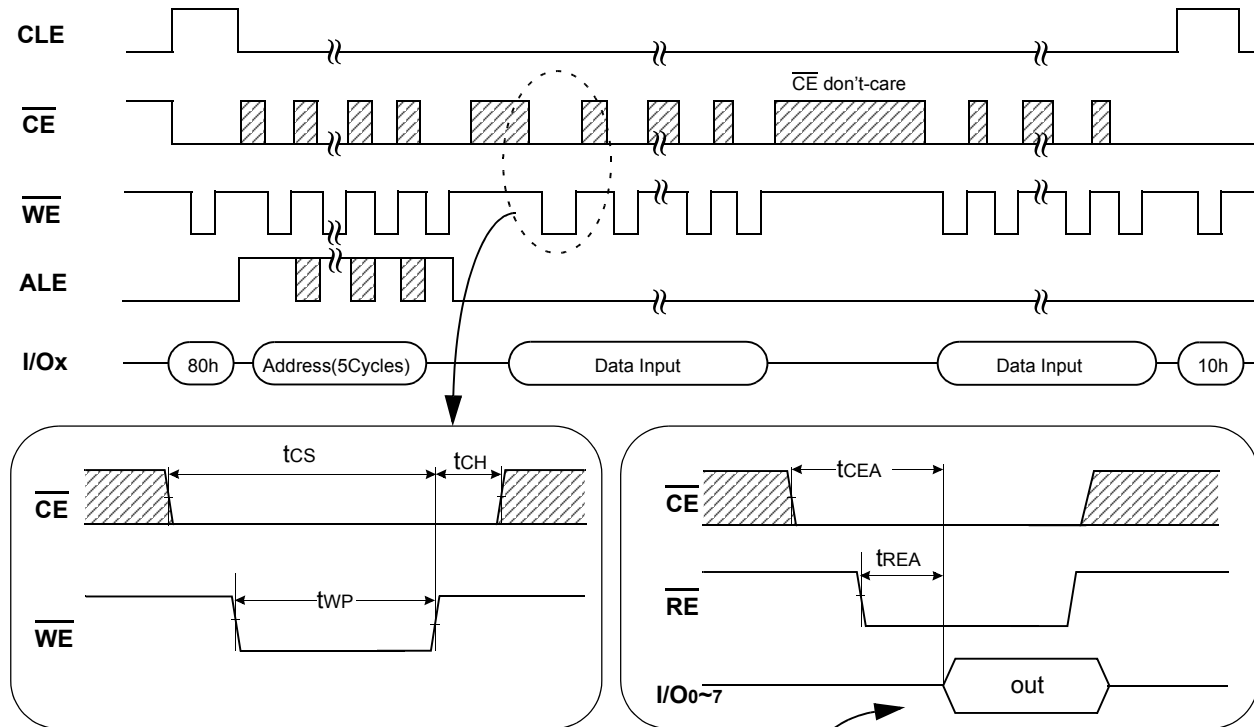 CLE
CE don't-care
CE
WE
ALE
I/Ox
80h
Address(5Cycles)
Data Input
Data Input
10h
tCS
tCH
CE
tWP
WE
tCEA
CE
tREA
RE
I/O0~7
out